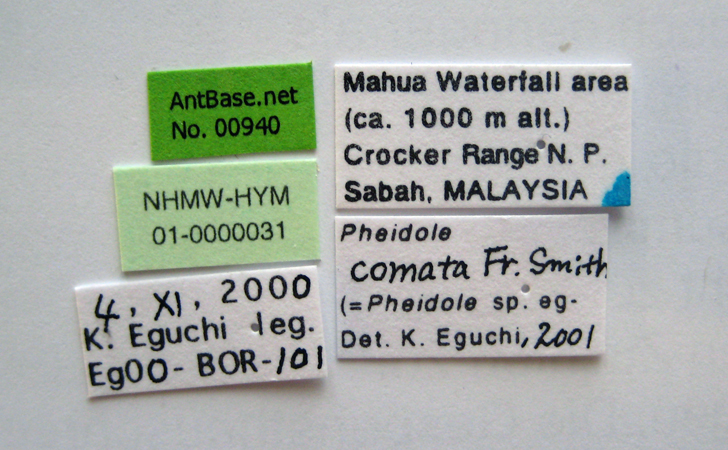 AntBase.net
No. 00940
NHMW-HYM
01-0000031
4, XI, 2000
K. Eguchi leg.
Eg00-BOR-101
Mahua Waterfall area
(ca. 1000 m alt.)
Crocker Range N. P.
Sabah, MALAYSIA
Pheidole
comata Fr. Smith
(=Pheidole sp. eg-
Det. K. Eguchi, 2001